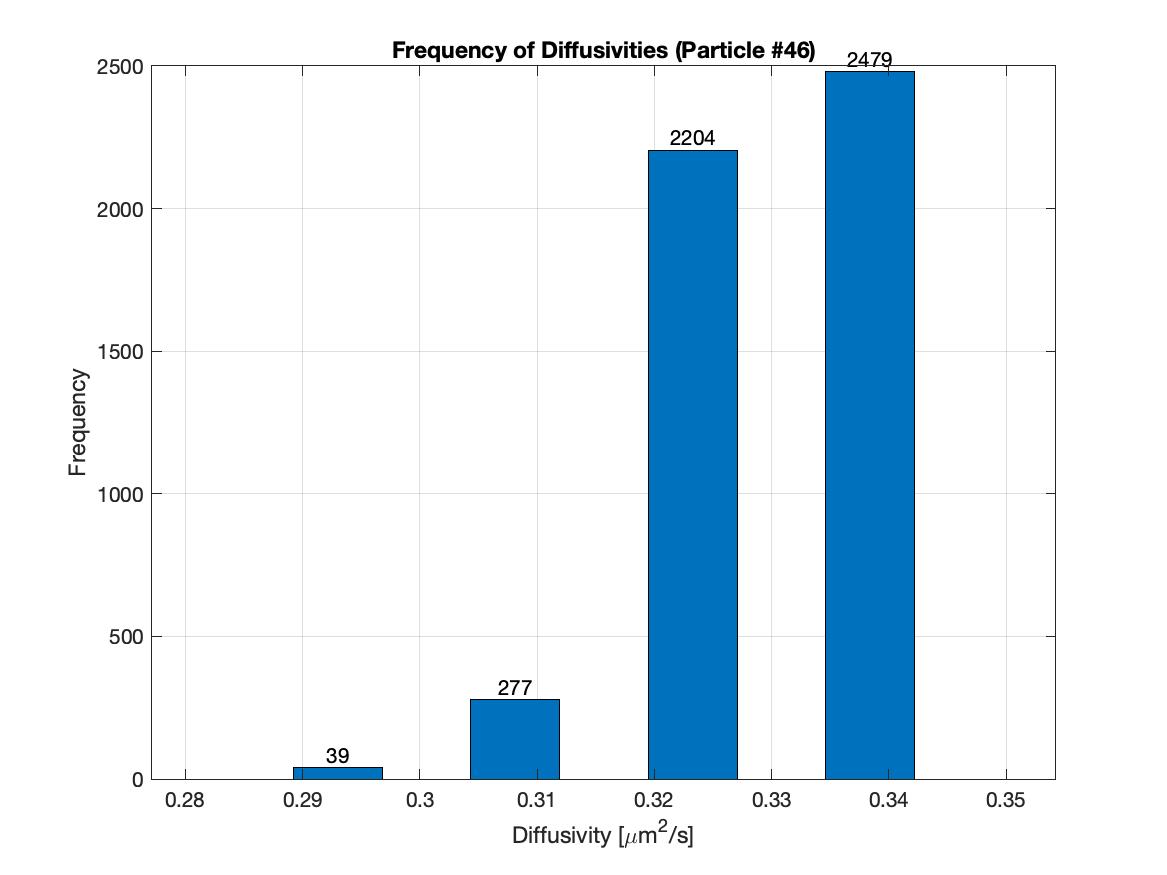 Frequency of Diffusivities (Particle #46)
2500
2479
2204
2000
1500
1000
500
277
39
0
0.28 0.29 0.3 0.31 0.32 0.33 0.34 0.35
Frequency
Diffusivity [μm²/s]